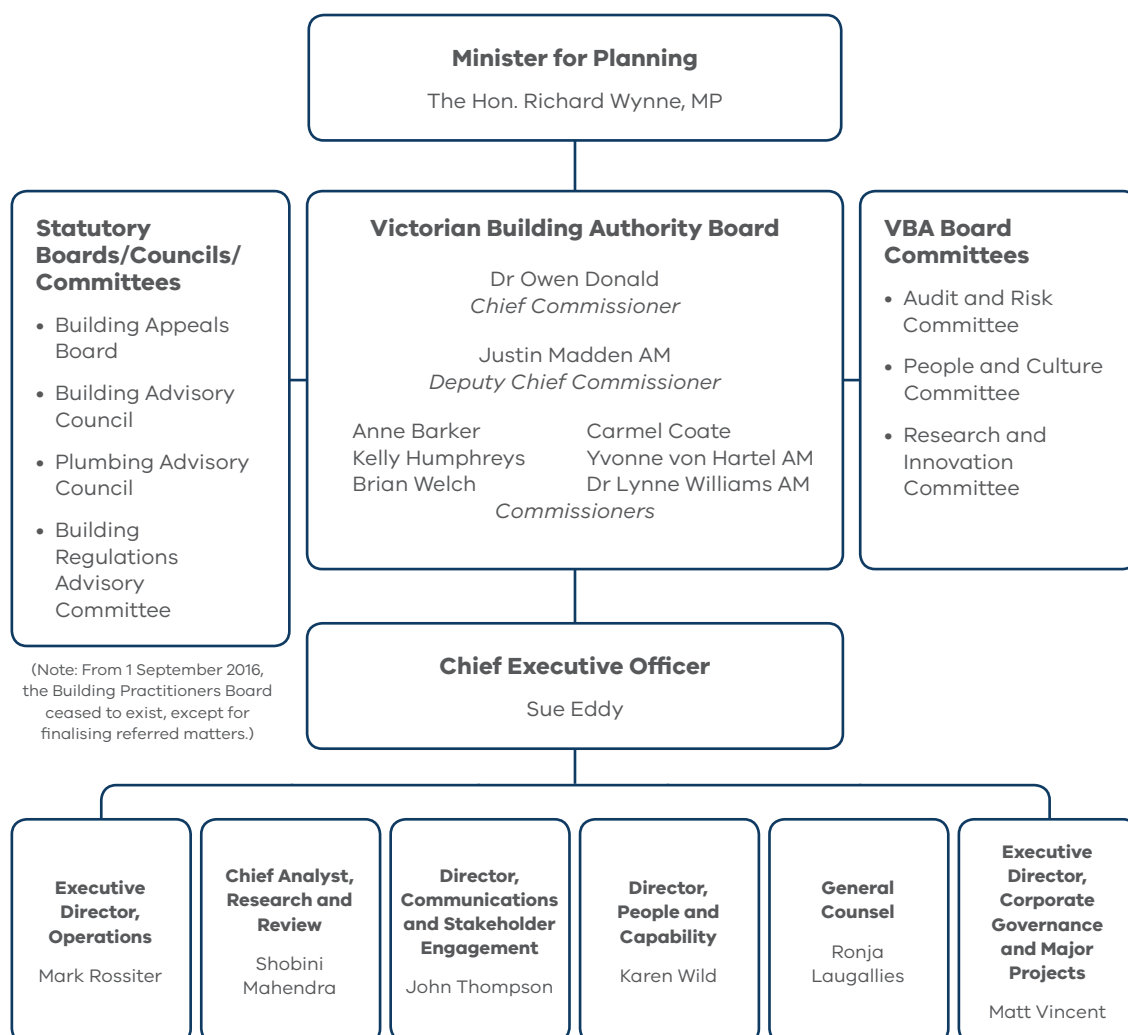 Minister for Planning
The Hon. Richard Wynne, MP
Statutory
Boards/Councils/
Committees
• Building Appeals
Board
• Building Advisory
Council
• Plumbing Advisory
Council
• Building
Regulations
Advisory
Committee
(Note: From 1 September 2016,
the Building Practitioners Board
ceased to exist, except for
finalising referred matters.)
Victorian Building Authority Board
Dr Owen Donald
Chief Commissioner
Justin Madden AM
Deputy Chief Commissioner
Anne Barker Carmel Coate
Kelly Humphreys Yvonne von Hartel AM
Brian Welch Dr Lynne Williams AM
Commissioners
VBA Board
Committees
• Audit and Risk
Committee
• People and Culture
Committee
• Research and
Innovation
Committee
Chief Executive Officer
Sue Eddy
Executive
Director,
Operations
Mark Rossiter
Chief Analyst,
Research and
Review
Shobini
Mahendra
Director,
Communications
and Stakeholder
Engagement
John Thompson
Director,
People and
Capability
Karen Wild
General
Counsel
Ronja
Laugallies
Executive
Director,
Corporate
Governance
and Major
Projects
Matt Vincent